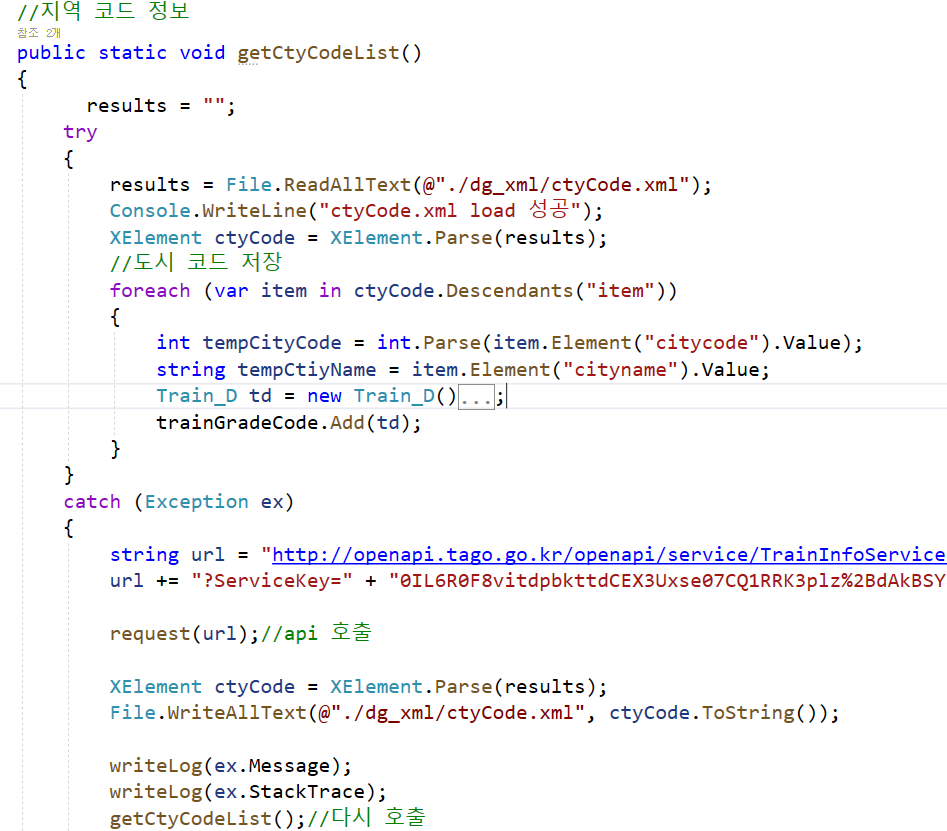 //지역 코드 정보
참조 2개
public static void getCtyCodeList()
{
results = "";
try
{
results = File.ReadAllText(@"./dg_xml/ctyCode.xml");
Console.WriteLine("ctyCode.xml load 성공");
XElement ctyCode = XElement.Parse(results);
//도시 코드 저장
foreach (var item in ctyCode.Descendants("item"))
{
int tempCityCode = int.Parse(item.Element("citycode").Value);
string tempCtiyName = item.Element("cityname").Value;
Train_D td = new Train_D()...;
trainGradeCode.Add(td);
}
}
catch (Exception ex)
{
string url = "http://openapi.tago.go.kr/openapi/service/TrainInfoService
url += "?ServiceKey=" + "0IL6R0F8vitdpbkttdCEX3Uxse07CQ1RRK3plz%2BdAkBSY
request(url);//api 호출
XElement ctyCode = XElement.Parse(results);
File.WriteAllText(@"./dg_xml/ctyCode.xml", ctyCode.ToString());
writeLog(ex.Message);
writeLog(ex.StackTrace);
getCtyCodeList();//다시 호출